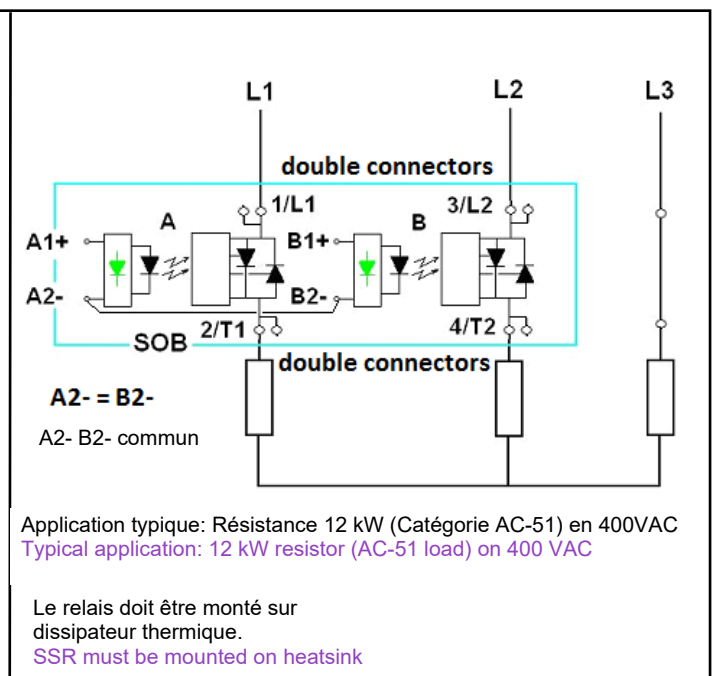 L1
L2
L3
double connectors
1/L1
3/L2
A
B
A1+
B1+
A2-
B2-
2/T1
4/T2
SOB
double connectors
A2- = B2-
A2- B2- commun
Application typique: Résistance 12 kW (Catégorie AC-51) en 400VAC
Typical application: 12 kW resistor (AC-51 load) on 400 VAC
Le relais doit être monté sur
dissipateur thermique.
SSR must be mounted on heatsink